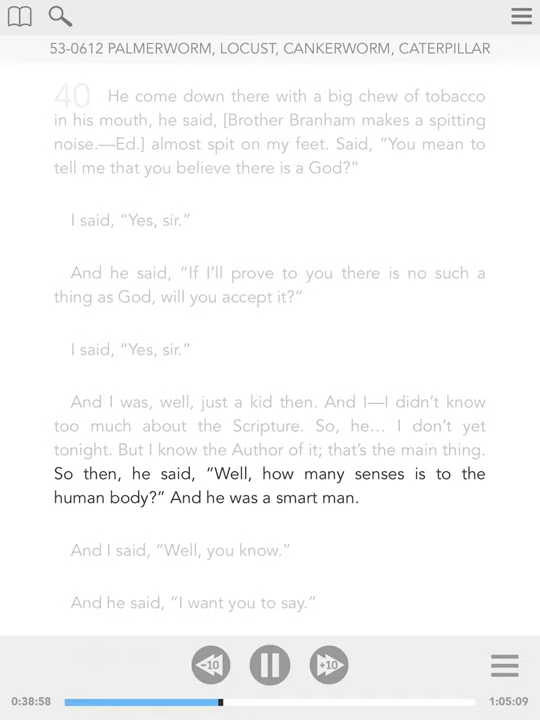 53-0612 PALMERWORM, LOCUST, CANKERWORM, CATERPILLAR
40 He come down there with a big chew of tobacco
in his mouth, he said, [Brother Branham makes a spitting
noise.—Ed.] almost spit on my feet. Said, “You mean to
tell me that you believe there is a God?”
I said, “Yes, sir.”
And he said, “If I’ll prove to you there is no such a
thing as God, will you accept it?”
I said, “Yes, sir.”
And I was, well, just a kid then. And I—I didn’t know
too much about the Scripture. So, he… I don’t yet
tonight. But I know the Author of it; that’s the main thing.
So then, he said, “Well, how many senses is to the
human body?” And he was a smart man.
And I said, “Well, you know.”
And he said, “I want you to say.”
-10
+10
0:38:58
1:05:09